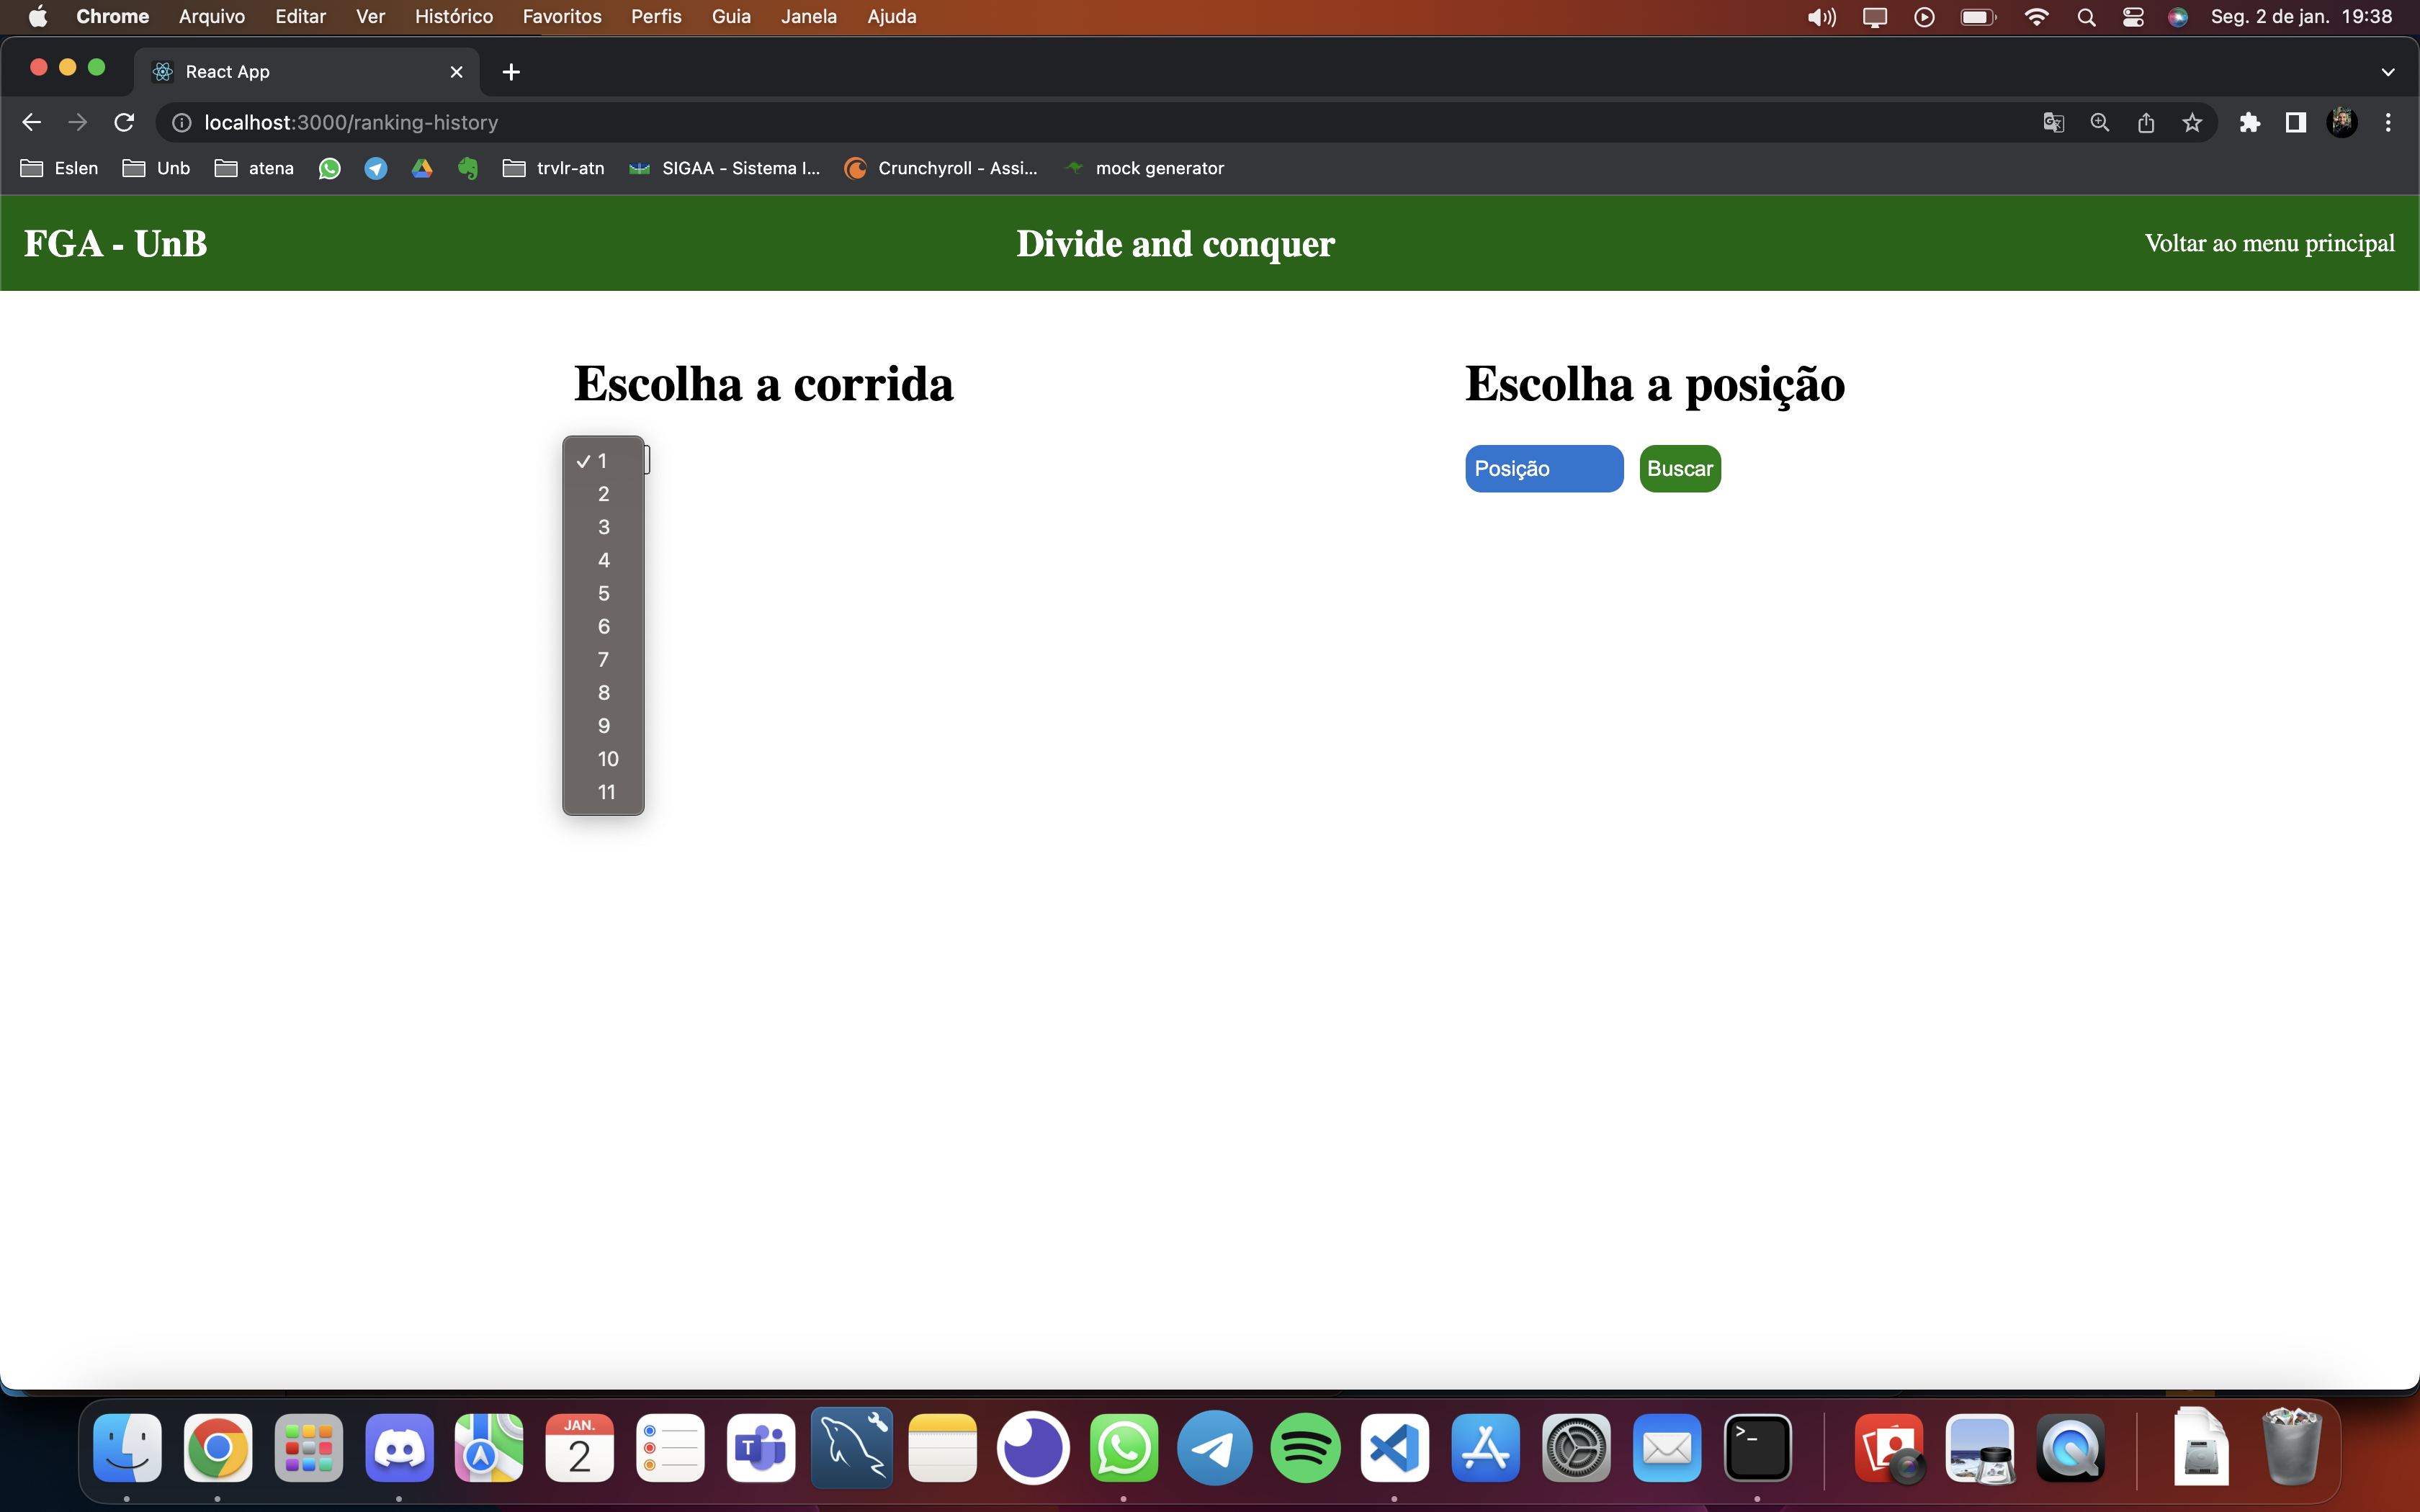 Chrome Arquivo Editar Ver Histórico Favoritos Perfis Guia Janela Ajuda Seg. 2 de jan. 19:38
React App
localhost:3000/ranking-history
Eslen Unb atena trvlr-atn SIGAA - Sistema I... Crunchyroll - Assi... mock generator
FGA - UnB Divide and conquer Voltar ao menu principal
Escolha a corrida Escolha a posição
✓ 1
Posição Buscar
2
3
4
5
6
7
8
9
10
11
JAN.
2
T
>_